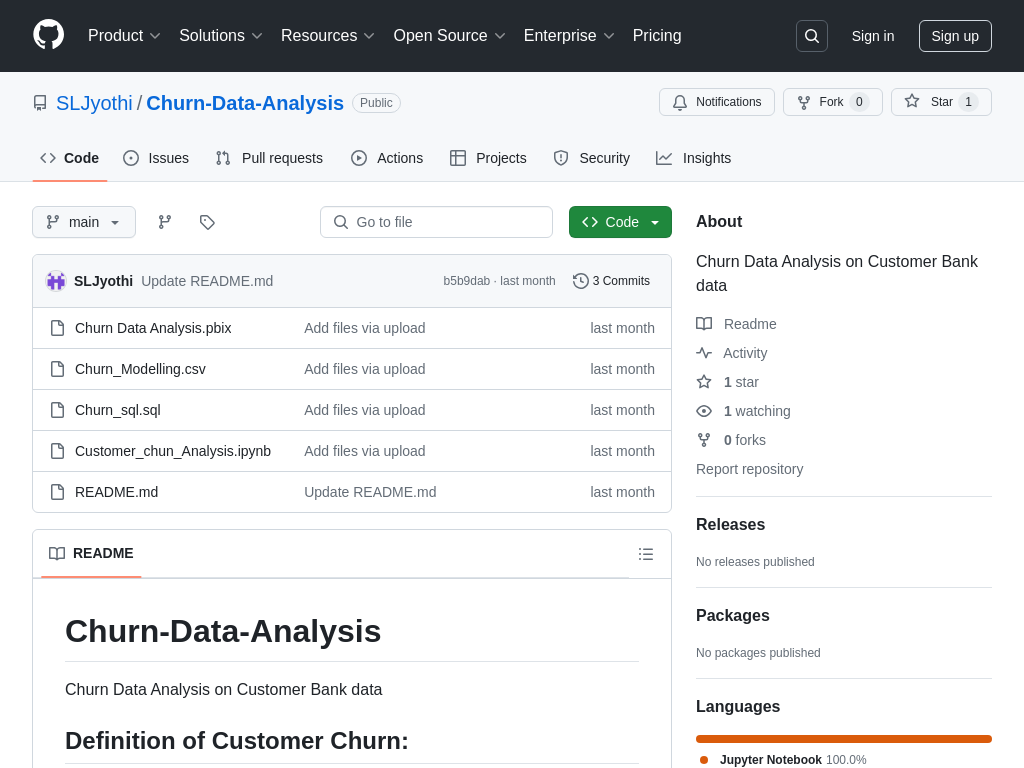 Product Solutions Resources Open Source Enterprise Pricing Sign in Sign up
SLJyothi / Churn-Data-Analysis Public Notifications Fork 0 Star 1
Code Issues Pull requests Actions Projects Security Insights
main Go to file Code
SLJyothi Update README.md b5b9dab · last month 3 Commits
Churn Data Analysis.pbix Add files via upload last month
Churn_Modelling.csv Add files via upload last month
Churn_sql.sql Add files via upload last month
Customer_chun_Analysis.ipynb Add files via upload last month
README.md Update README.md last month
README
Churn-Data-Analysis
Churn Data Analysis on Customer Bank data
Definition of Customer Churn:
About
Churn Data Analysis on Customer Bank
data
Readme
Activity
1 star
1 watching
0 forks
Report repository
Releases
No releases published
Packages
No packages published
Languages
Jupyter Notebook 100.0%